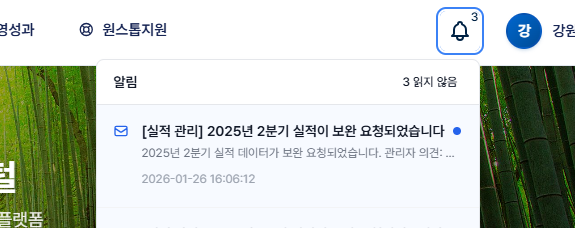 영성과
원스톱지원
3
강
강원
알림
3 읽지 않음
[실적 관리] 2025년 2분기 실적이 보완 요청되었습니다
2025년 2분기 실적 데이터가 보완 요청되었습니다. 관리자 의견: ...
2026-01-26 16:06:12
털
플랫폼